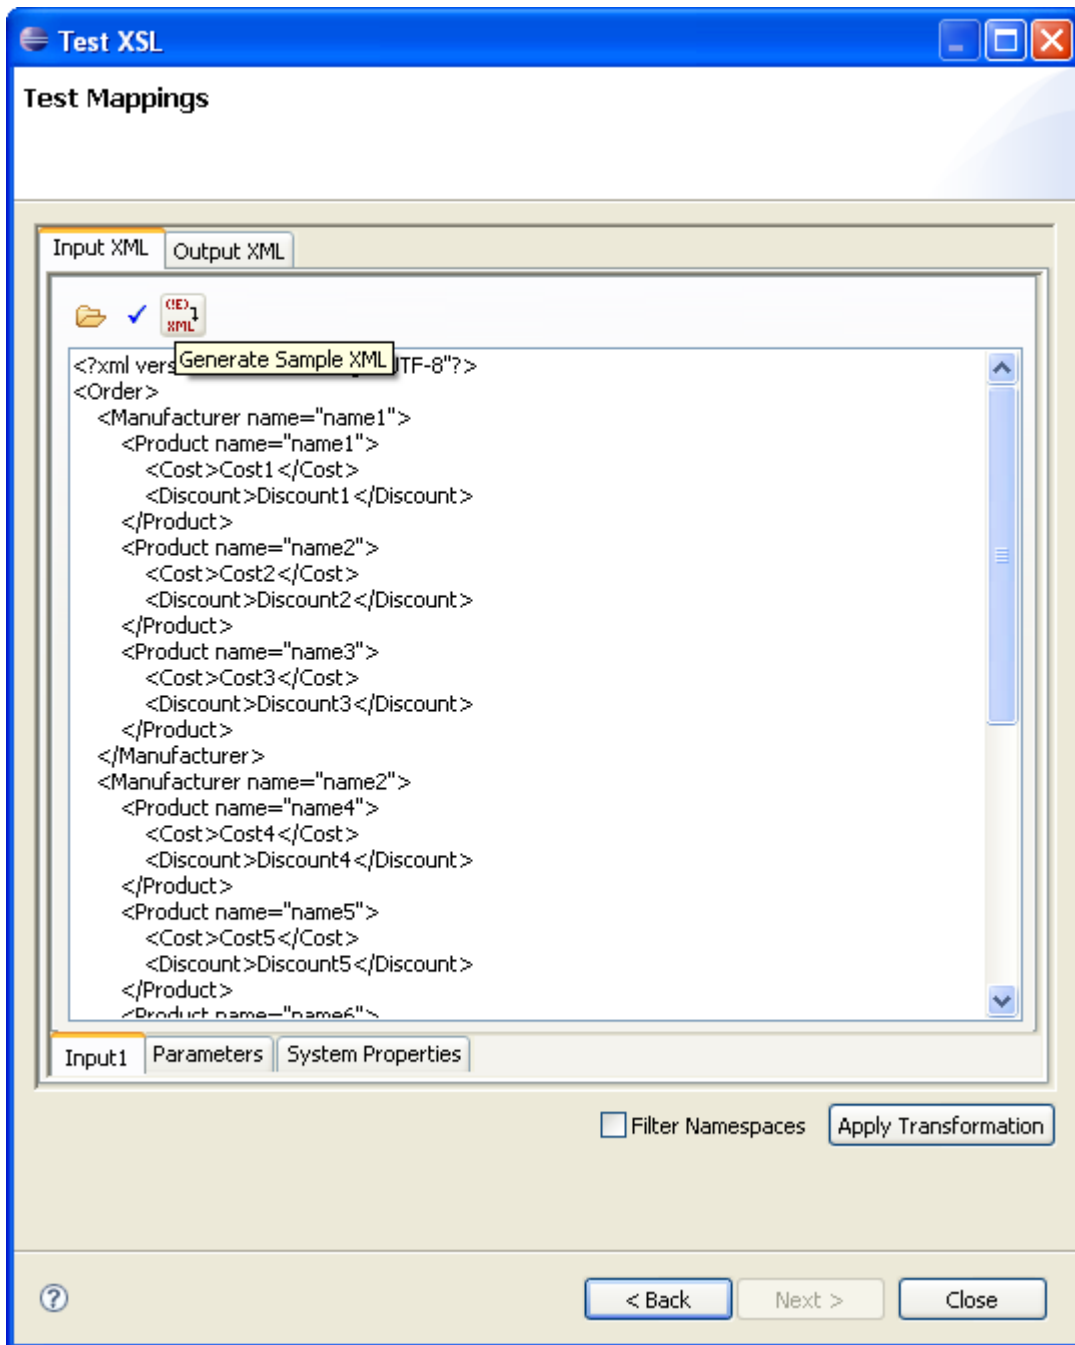 Test XSL
Test Mappings
Input XML
Output XML
(!E)
XML
Generate Sample XML
<?xml vers TF-8"?>
<Order>
<Manufacturer name="name1">
<Product name="name1">
<Cost>Cost1</Cost>
<Discount>Discount1</Discount>
</Product>
<Product name="name2">
<Cost>Cost2</Cost>
<Discount>Discount2</Discount>
</Product>
<Product name="name3">
<Cost>Cost3</Cost>
<Discount>Discount3</Discount>
</Product>
</Manufacturer>
<Manufacturer name="name2">
<Product name="name4">
<Cost>Cost4</Cost>
<Discount>Discount4</Discount>
</Product>
<Product name="name5">
<Cost>Cost5</Cost>
<Discount>Discount5</Discount>
</Product>
<Product name="name6">
Input1
Parameters
System Properties
Filter Namespaces
Apply Transformation
?
< Back
Next >
Close